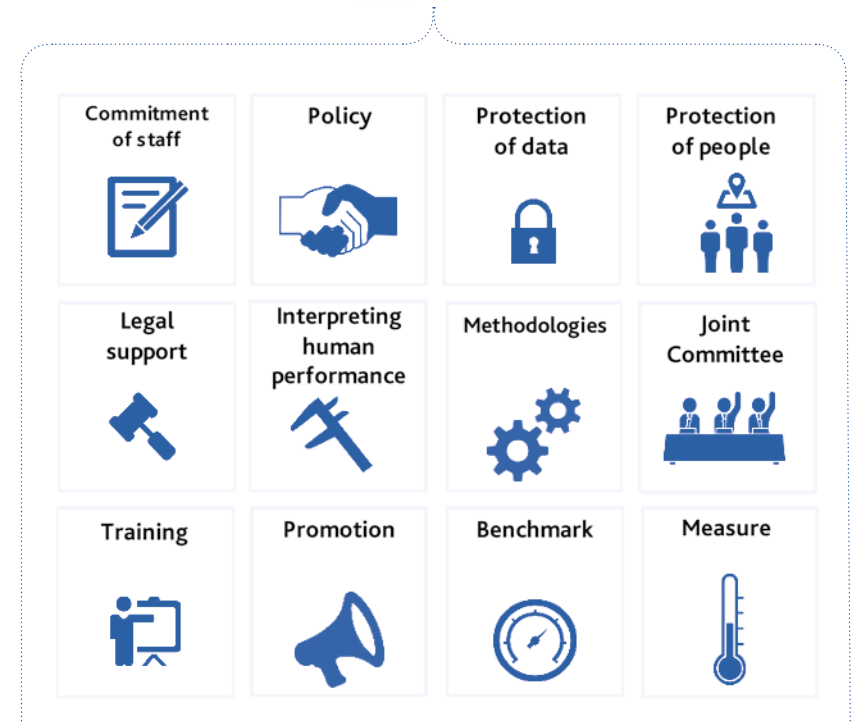 Commitment
of staff
Policy
Protection
of data
Protection
of people
Legal
support
Interpreting
human
performance
Methodologies
Joint
Committee
Training
Promotion
Benchmark
Measure